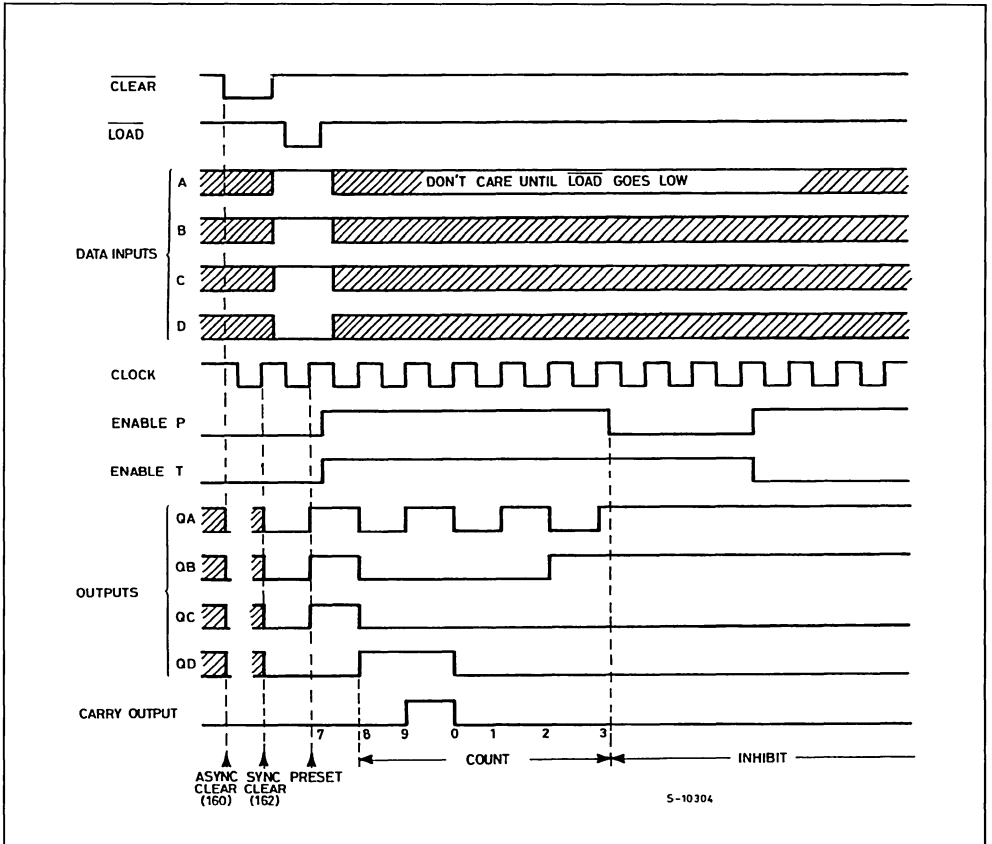 CLEAR
LOAD
A DON'T CARE UNTIL LOAD GOES LOW
B
DATA INPUTS
C
D
CLOCK
ENABLE P
ENABLE T
QA
QB
OUTPUTS
QC
QD
CARRY OUTPUT
7 8 9 0 1 2 3
COUNT INHIBIT
ASYNC CLEAR (160)
SYNC CLEAR (162)
PRESET
S-10304